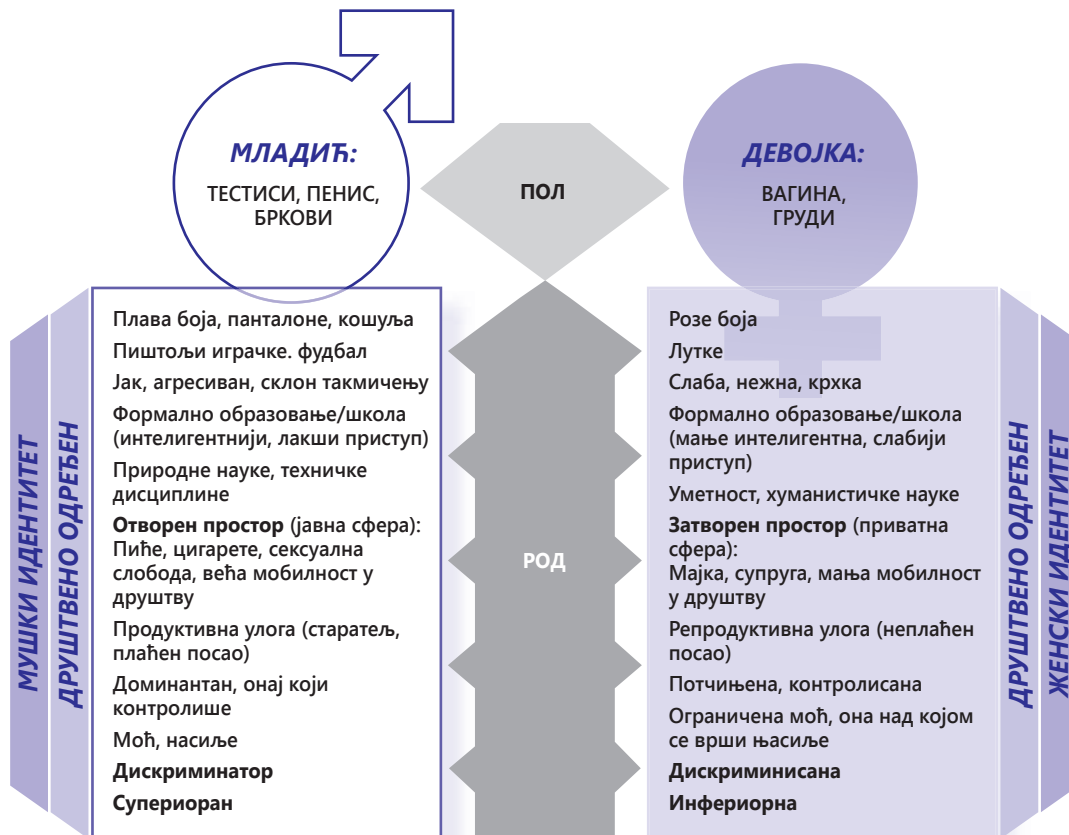 МЛАДИЋ:
ТЕСТИСИ, ПЕНИС,
БРКОВИ
ПОЛ
ДЕВОЈКА:
ВАГИНА,
ГРУДИ
МУШКИ ИДЕНТИТЕТ
ДРУШТВЕНО ОДРЕЂЕН
Плава боја, панталоне, кошуља
Пиштољи играчке. фудбал
Јак, агресиван, склон такмичењу
Формално образовање/школа
(интелигентнији, лакши приступ)
Природне науке, техничке
дисциплине
Отворен простор (јавна сфера):
Пиће, цигарете, сексуална
слобода, већа мобилност у
друштву
Продуктивна улога (старатељ,
плаћен посао)
Доминантан, онај који
контролише
Моћ, насиље
Дискриминатор
Супериоран
РОД
Розе боја
Лутке
Слаба, нежна, крхка
Формално образовање/школа
(мање интелигентна, слабији
приступ)
Уметност, хуманистичке науке
Затворен простор (приватна
сфера):
Мајка, супруга, мања мобилност
у друштву
Репродуктивна улога (неплаћен
посао)
Потчињена, контролисана
Ограничена моћ, она над којом
се врши њасиље
Дискриминисана
Инфериорна
ДРУШТВЕНО ОДРЕЂЕН
ЖЕНСКИ ИДЕНТИТЕТ